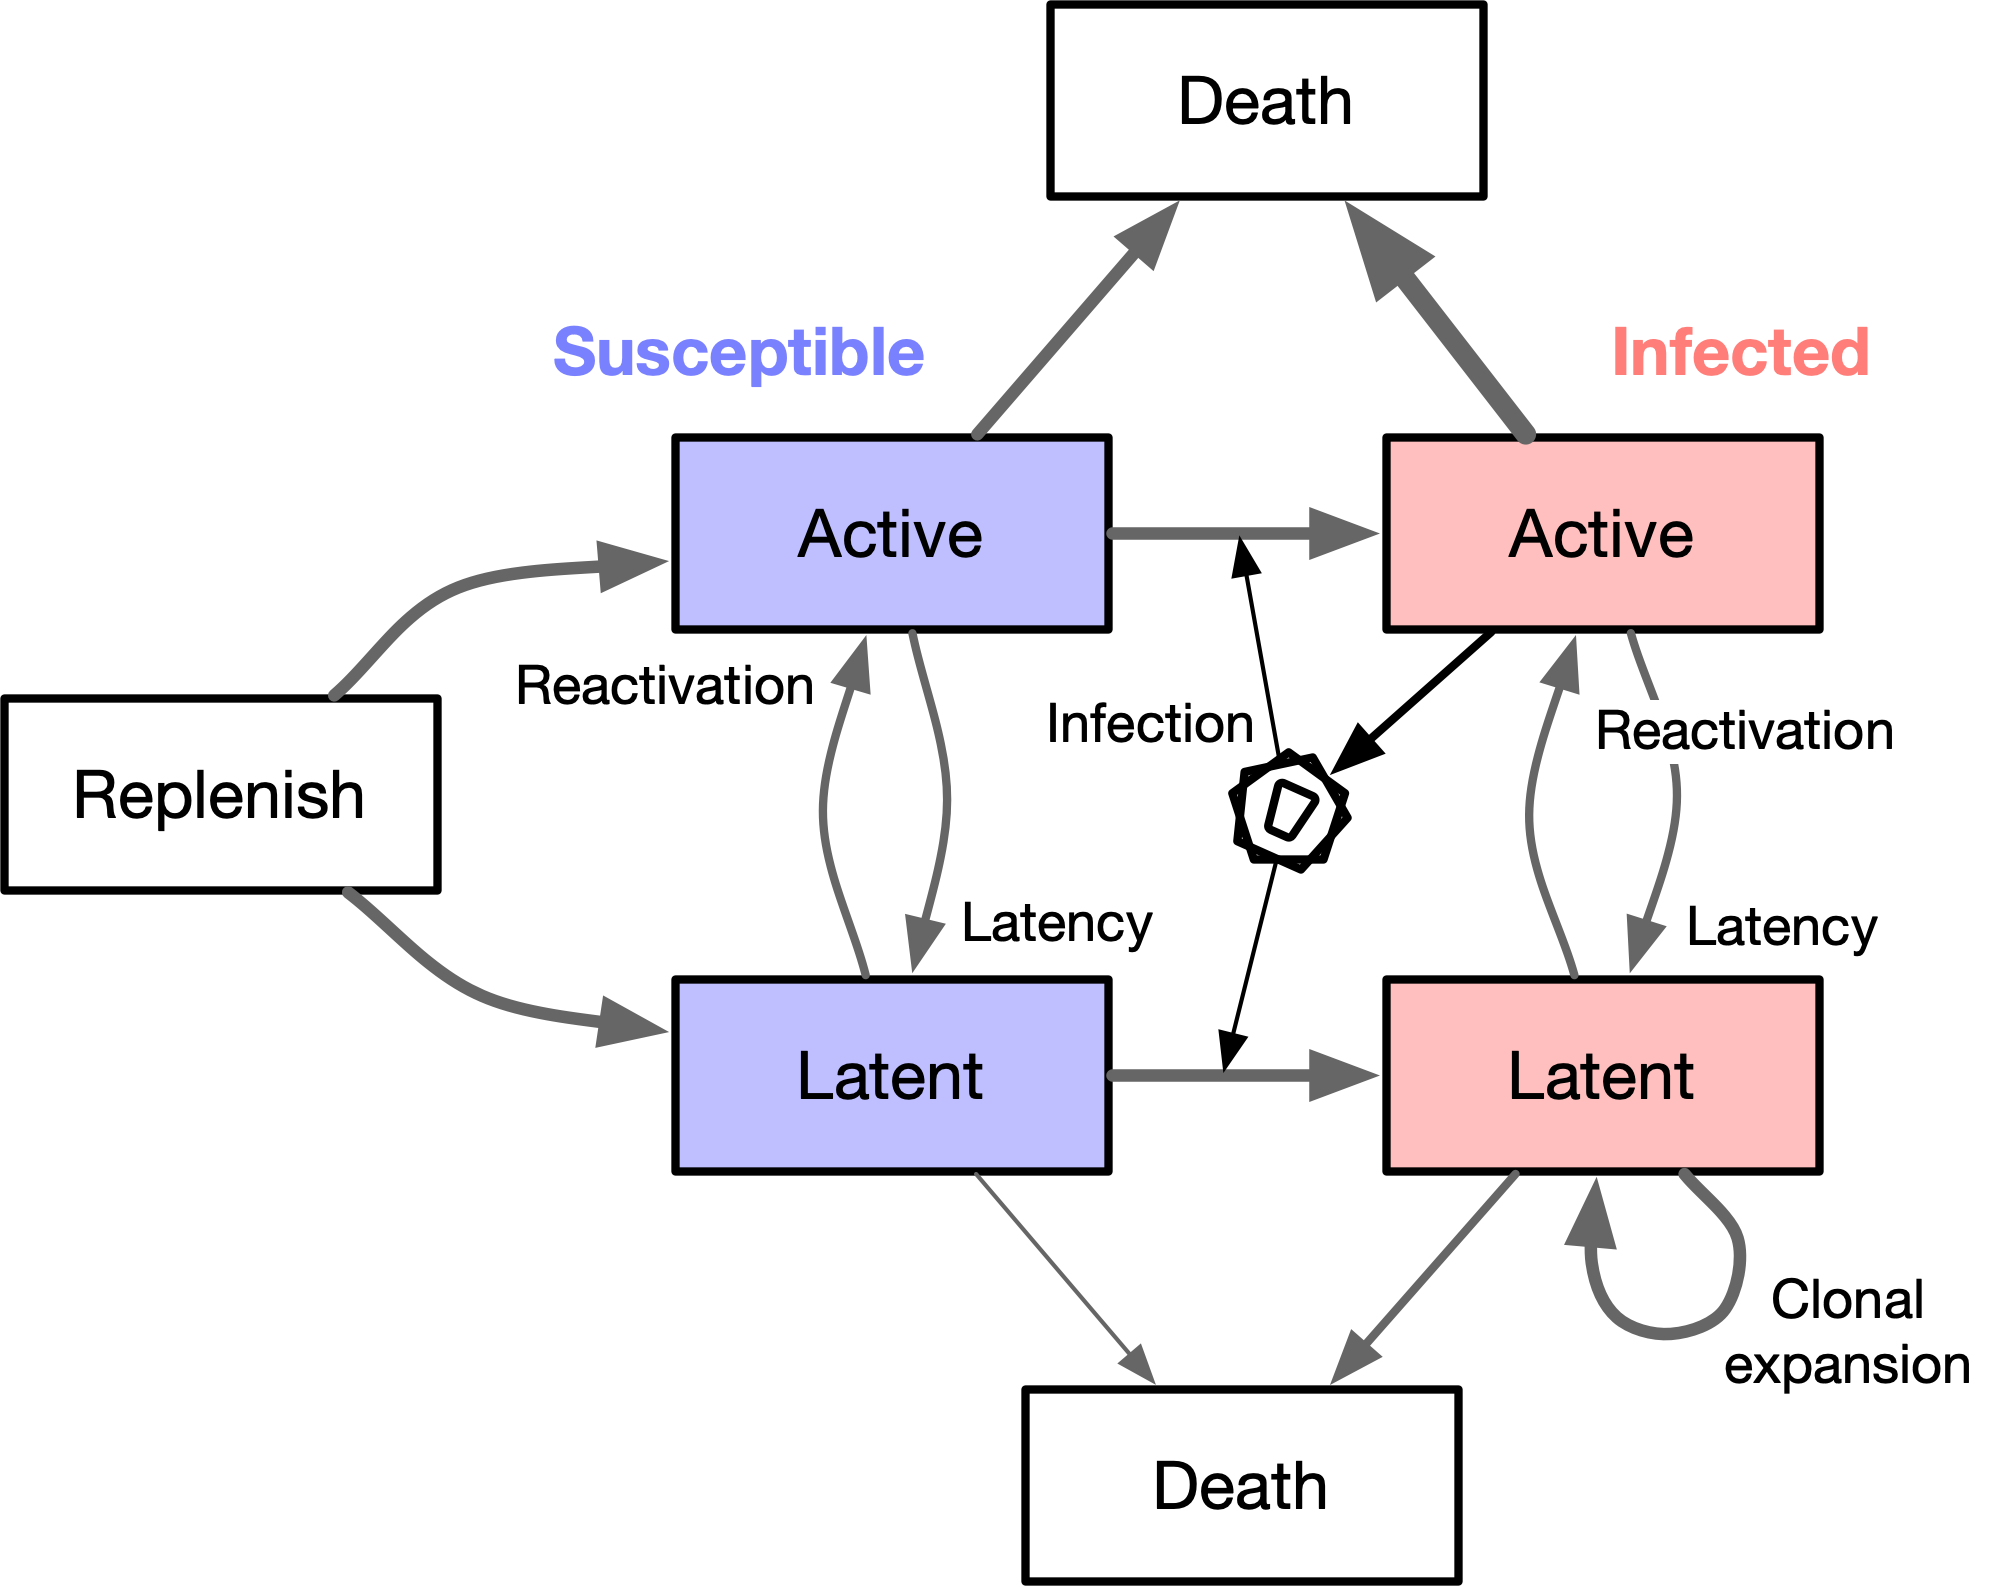 Death
Susceptible
Infected
Active
Active
Reactivation
Infection
Reactivation
Replenish
Latency
Latency
Latent
Latent
Clonal
expansion
Death